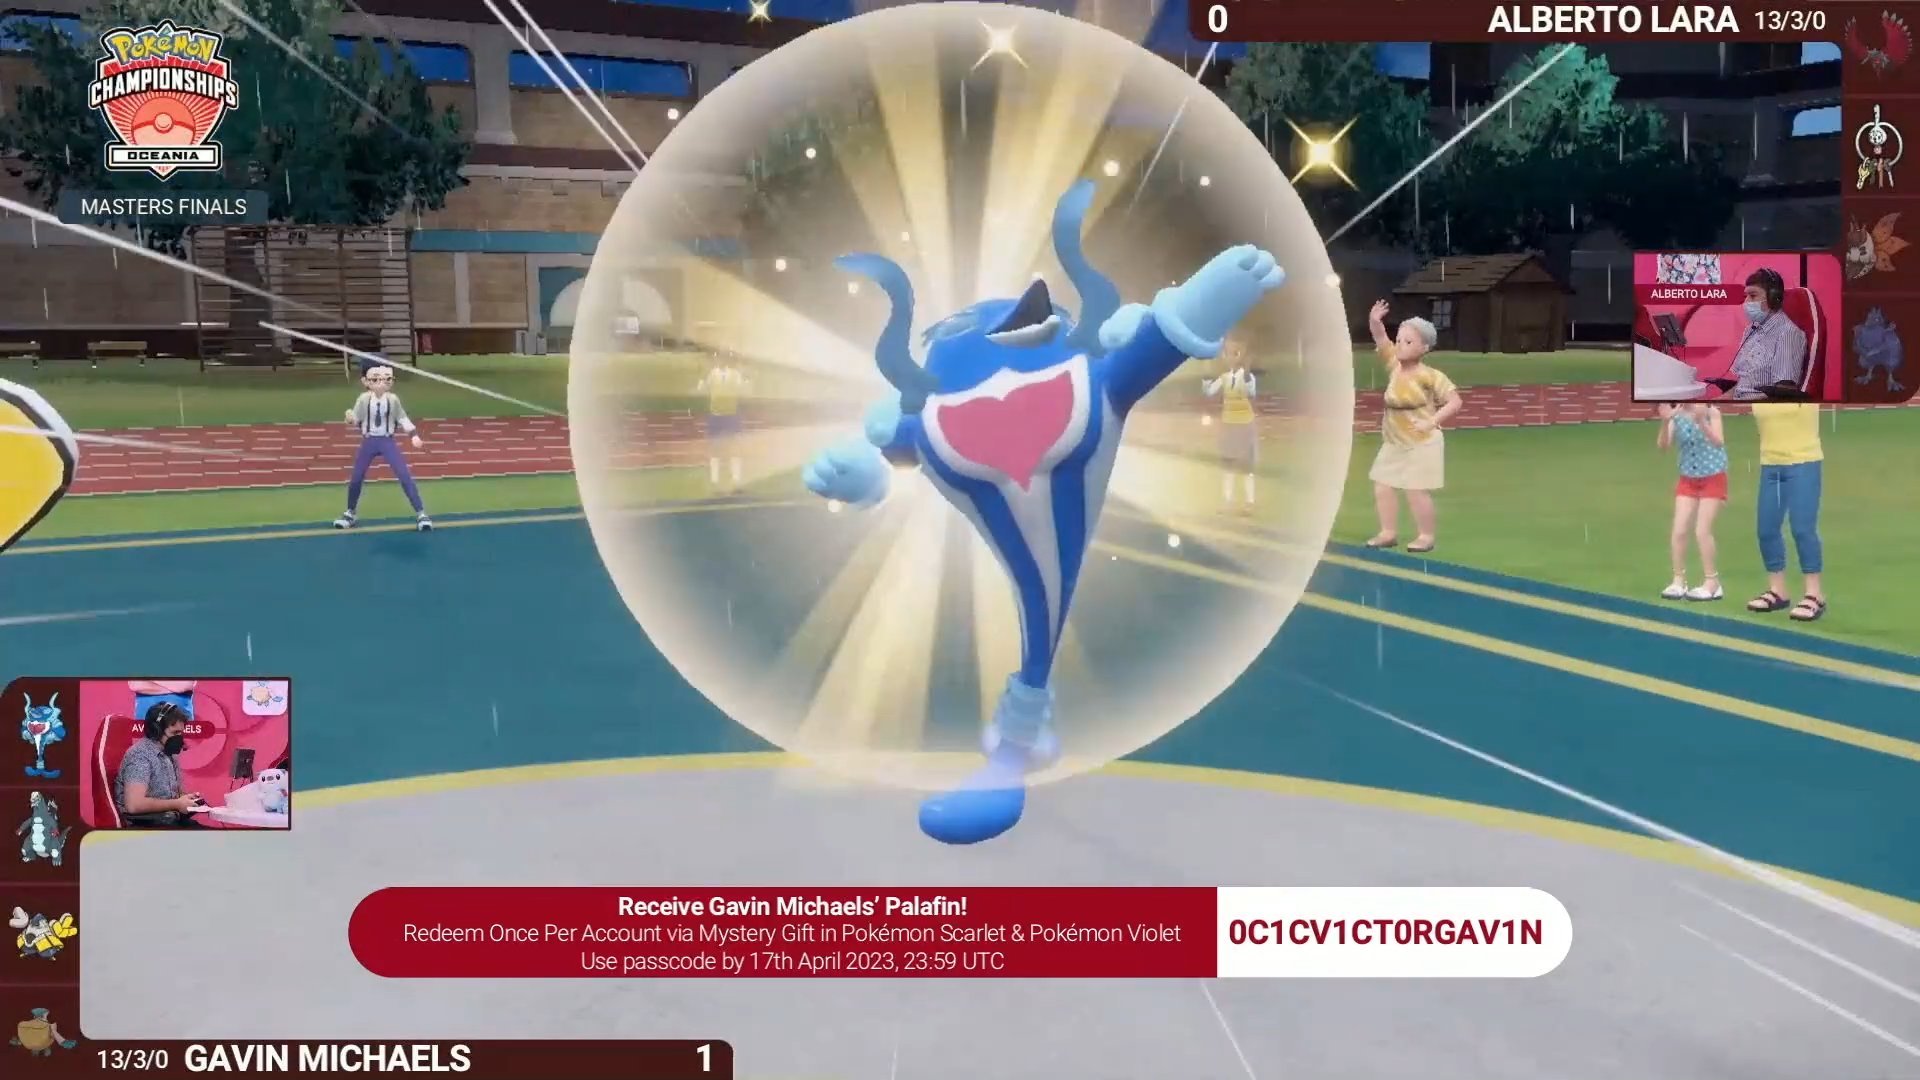 Pokémon
CHAMPIONSHIPS
OCEANIA
MASTERS FINALS
0 ALBERTO LARA 13/3/0
ALBERTO LARA
Receive Gavin Michaels’ Palafin!
Redeem Once Per Account via Mystery Gift in Pokémon Scarlet & Pokémon Violet
Use passcode by 17th April 2023, 23:59 UTC
0C1CV1CT0RGAV1N
13/3/0 GAVIN MICHAELS 1